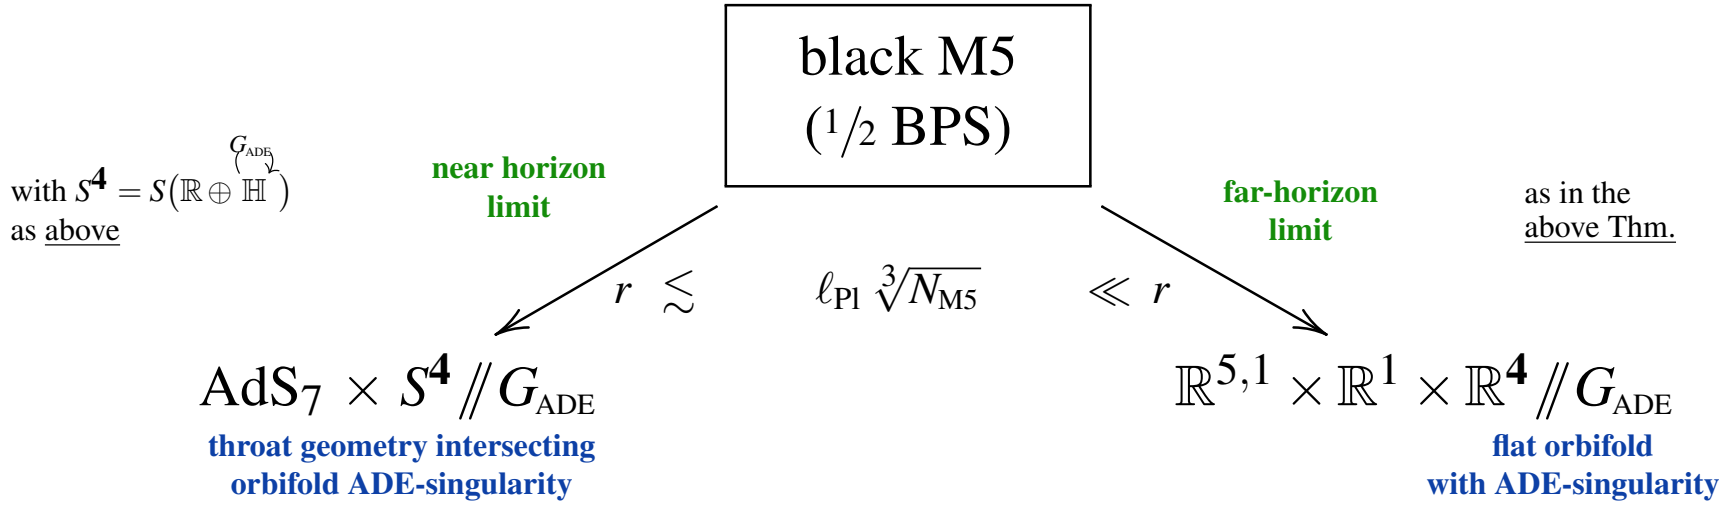 black M5
(1/2 BPS)
G_ADE
with S⁴ = S(ℝ ⊕ ℍ)
as above
near horizon
limit
far-horizon
limit
as in the
above Thm.
r ≲ ℓ_Pl ∛N_M5 ≪ r
AdS₇ × S⁴ // G_ADE
ℝ^5,1 × ℝ¹ × ℝ⁴ // G_ADE
throat geometry intersecting
orbifold ADE-singularity
flat orbifold
with ADE-singularity